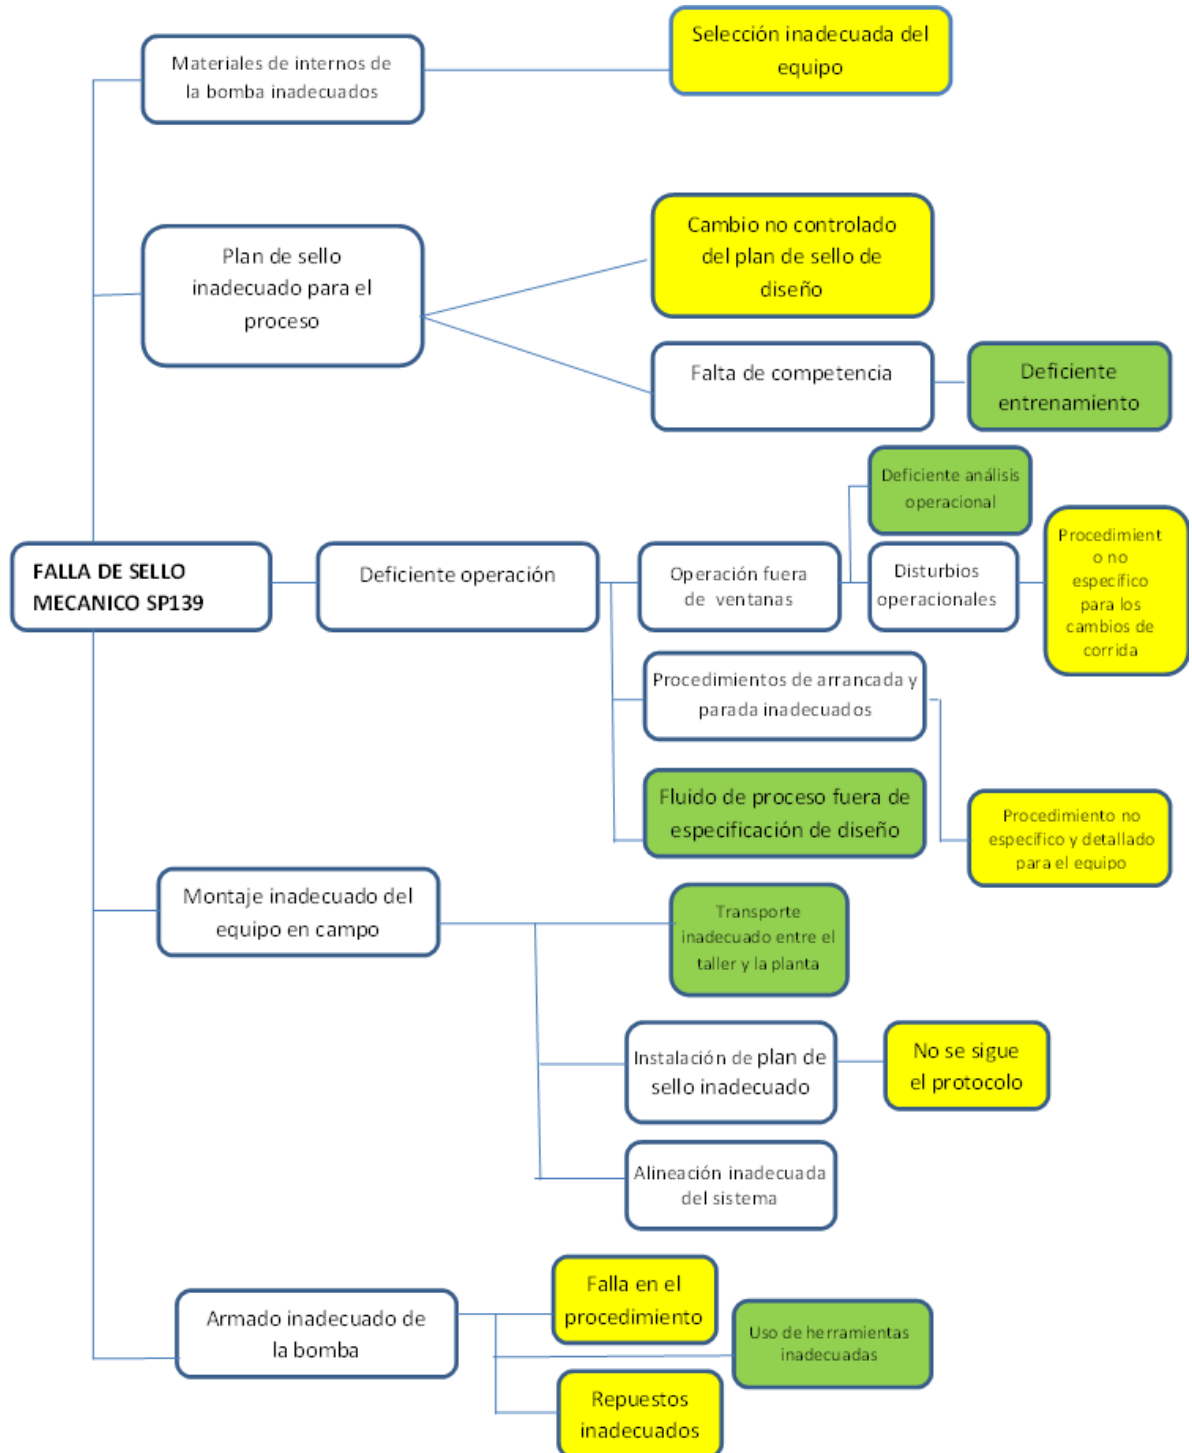 Selección inadecuada del
equipo
Materiales de internos de
la bomba inadecuados
Cambio no controlado
del plan de sello de
diseño
Plan de sello
inadecuado para el
proceso
Falta de competencia
Deficiente
entrenamiento
Deficiente análisis
operacional
FALLA DE SELLO
MECANICO SP139
Deficiente operación
Operación fuera
de ventanas
Disturbios
operacionales
Procedimient
o no
específico
para los
cambios de
corrida
Procedimientos de arrancada y
parada inadecuados
Fluido de proceso fuera de
especificación de diseño
Procedimiento no
específico y detallado
para el equipo
Montaje inadecuado del
equipo en campo
Transporte
inadecuado entre el
taller y la planta
Instalación de plan de
sello inadecuado
No se sigue
el protocolo
Alineación inadecuada
del sistema
Armado inadecuado de
la bomba
Falla en el
procedimiento
Uso de herramientas
inadecuadas
Repuestos
inadecuados